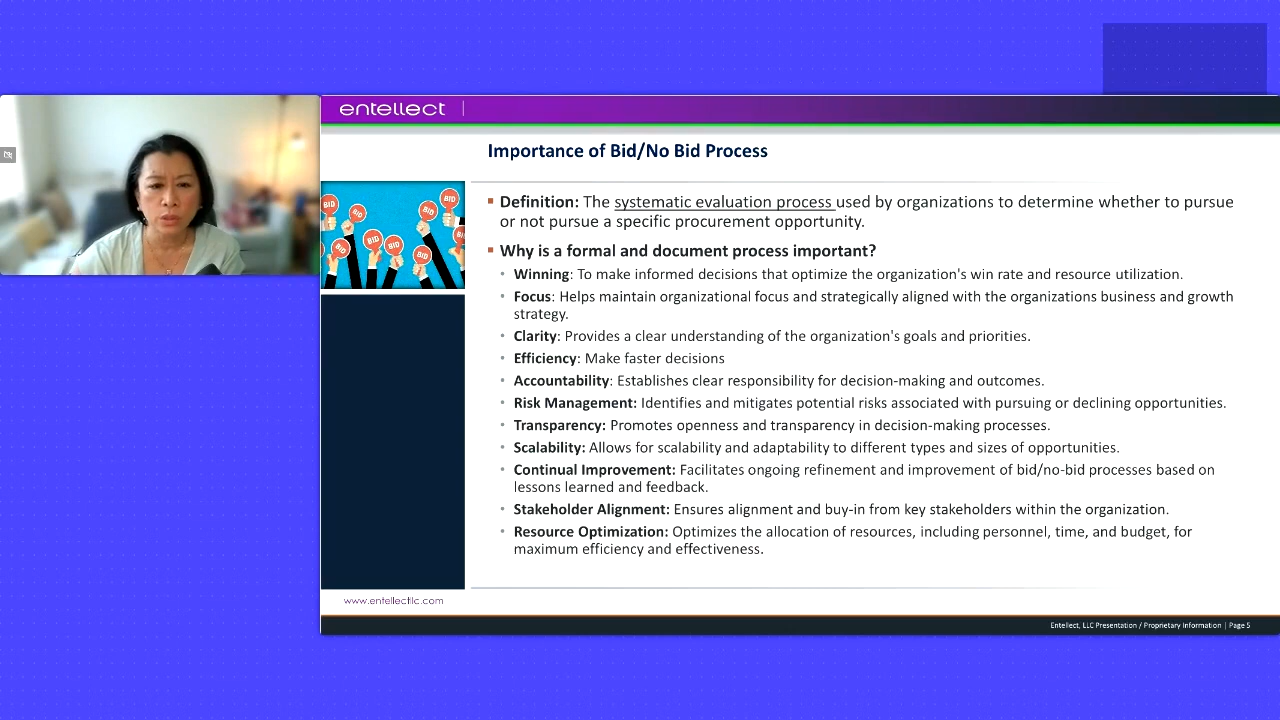 entellect
Importance of Bid/No Bid Process
BID
BID
BID
BID
BID
BID
BID
BID
BID
Definition: The systematic evaluation process used by organizations to determine whether to pursue
or not pursue a specific procurement opportunity.
Why is a formal and document process important?
Winning: To make informed decisions that optimize the organization's win rate and resource utilization.
Focus: Helps maintain organizational focus and strategically aligned with the organizations business and growth
strategy.
Clarity: Provides a clear understanding of the organization's goals and priorities.
Efficiency: Make faster decisions
Accountability: Establishes clear responsibility for decision-making and outcomes.
Risk Management: Identifies and mitigates potential risks associated with pursuing or declining opportunities.
Transparency: Promotes openness and transparency in decision-making processes.
Scalability: Allows for scalability and adaptability to different types and sizes of opportunities.
Continual Improvement: Facilitates ongoing refinement and improvement of bid/no-bid processes based on
lessons learned and feedback.
Stakeholder Alignment: Ensures alignment and buy-in from key stakeholders within the organization.
Resource Optimization: Optimizes the allocation of resources, including personnel, time, and budget, for
maximum efficiency and effectiveness.
www.entellectllc.com
Entellect, LLC Presentation / Proprietary Information | Page 5